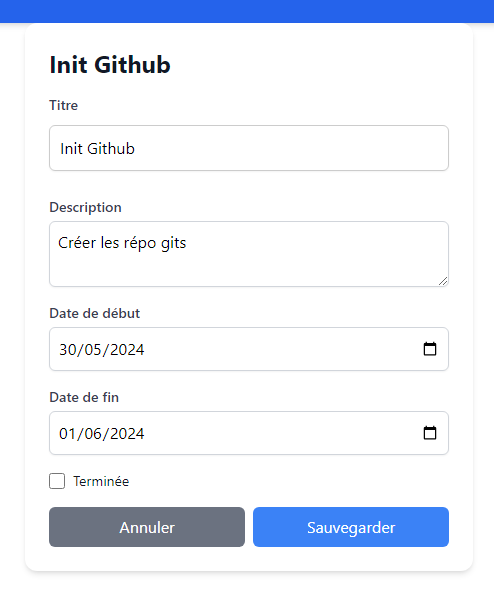 Init Github
Titre
Init Github
Description
Créer les répo gits
Date de début
30/05/2024
Date de fin
01/06/2024
Terminée
Annuler
Sauvegarder